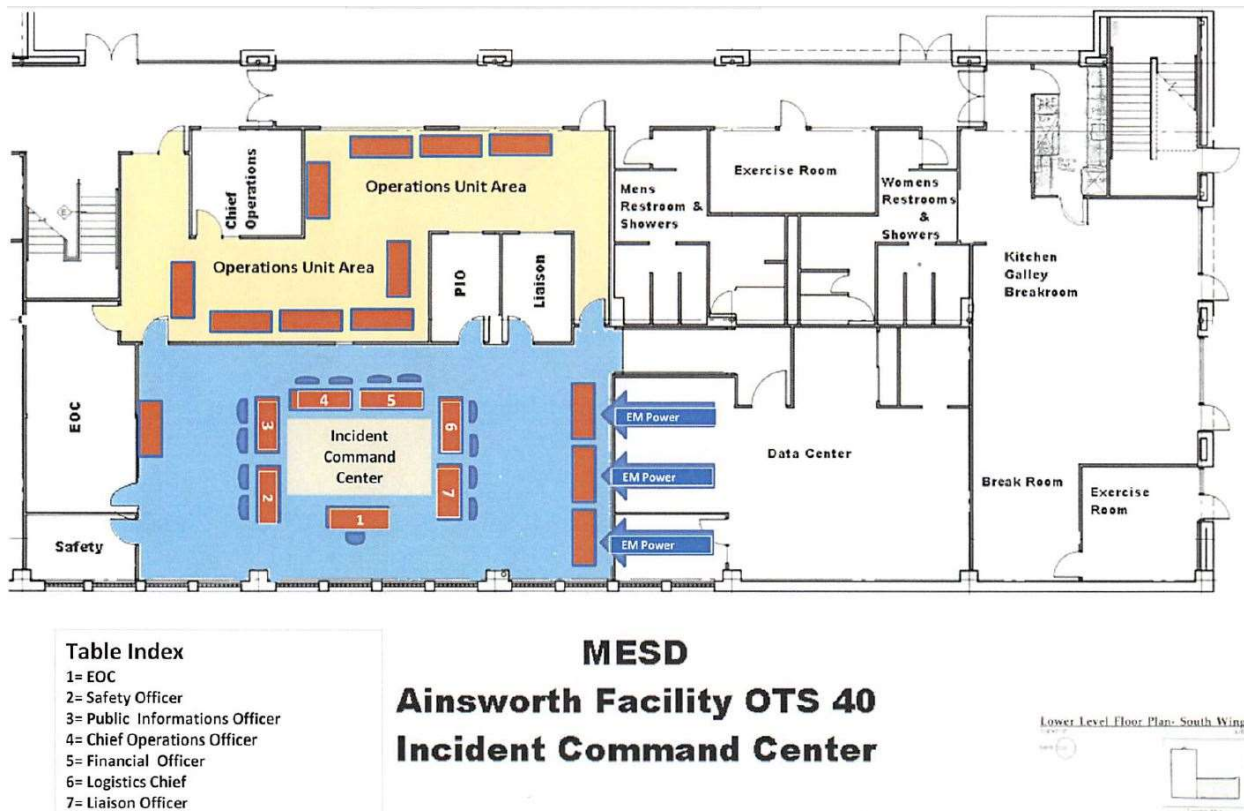 Operations Unit Area
Chief
Operations
Operations Unit Area
PIO
Liaison
Mens
Restroom &
Showers
Exercise Room
Womens
Restrooms
&
Showers
Kitchen
Galley
Breakroom
EOC
Safety
4
5
3
6
2
7
1
Incident
Command
Center
EM Power
EM Power
EM Power
Data Center
Break Room
Exercise
Room
Table Index
1= EOC
2= Safety Officer
3= Public Informations Officer
4= Chief Operations Officer
5= Financial Officer
6= Logistics Chief
7= Liaison Officer
MESD
Ainsworth Facility OTS 40
Incident Command Center
Lower Level Floor Plan- South Wing